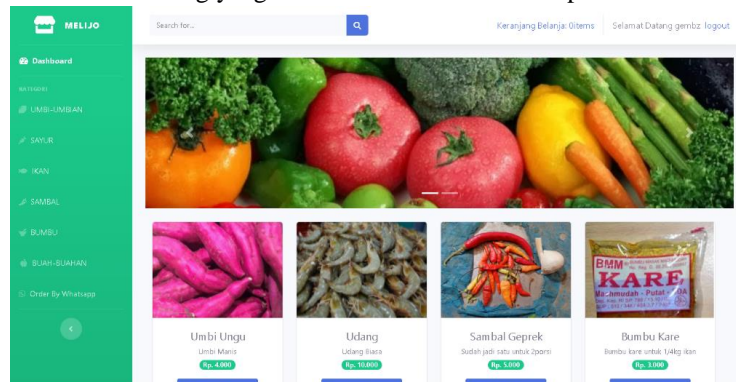 MELIJO
Search for...
Keranjang Belanja: 0items
Selamat Datang gembz
logout
Dashboard
KATEGORI
UMBI-UMBIAN
SAYUR
IKAN
SAMBAL
BUMBU
BUAH-BUAHAN
Order By Whatsapp
BMM
KARE
Umbi Ungu
Umbi Manis
Rp. 4.000
Udang
Udang Biasa
Rp. 10.000
Sambal Geprek
Sudah jadi satu untuk 2porsi
Rp. 5.000
Bumbu Kare
Bumbu kare untuk 1/4kg ikan
Rp. 3.000